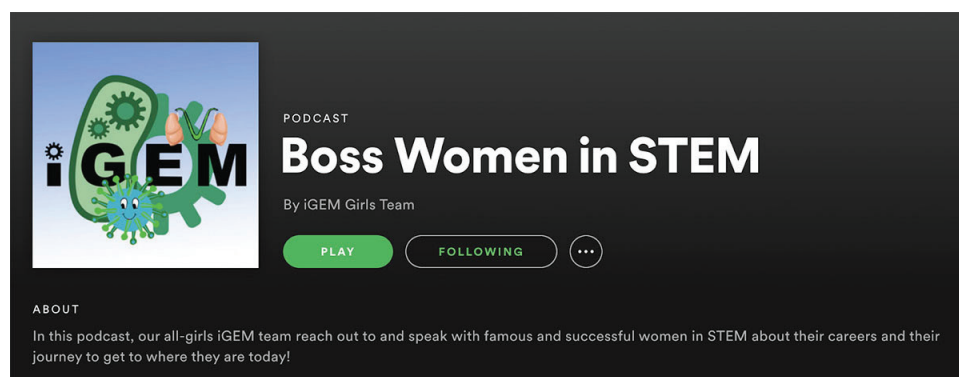 iGEM
PODCAST
Boss Women in STEM
By iGEM Girls Team
PLAY
FOLLOWING
ABOUT
In this podcast, our all-girls iGEM team reach out to and speak with famous and successful women in STEM about their careers and their
journey to get to where they are today!